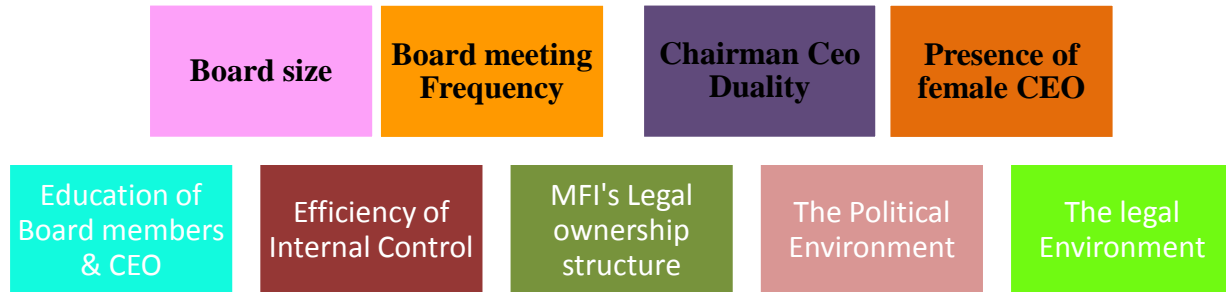 Board size
Board meeting
Frequency
Chairman Ceo
Duality
Presence of
female CEO
Education of
Board members
& CEO
Efficiency of
Internal Control
MFI's Legal
ownership
structure
The Political
Environment
The legal
Environment